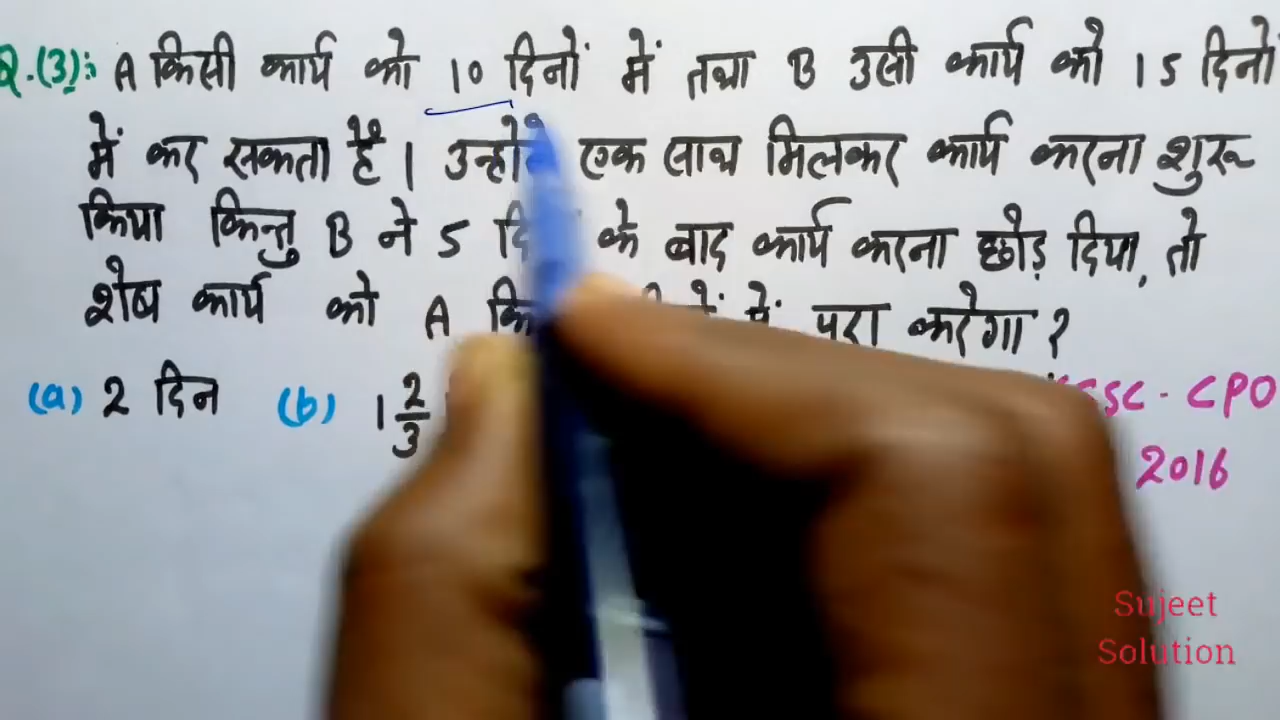 Q.(3):- A किसी कार्य को 10 दिनों में तथा B उसी कार्य को 15 दिनों
में कर सकता है । एक साथ मिलकर कार्य करना शुरू
किया किन्तु B ने 5 के बाद कार्य करना छोड़ दिया, तो
शेष कार्य को A में पूरा करेगा ?
(a) 2 दिन (b) 1 2/3 SSC - CPO
2016
Sujeet
Solution